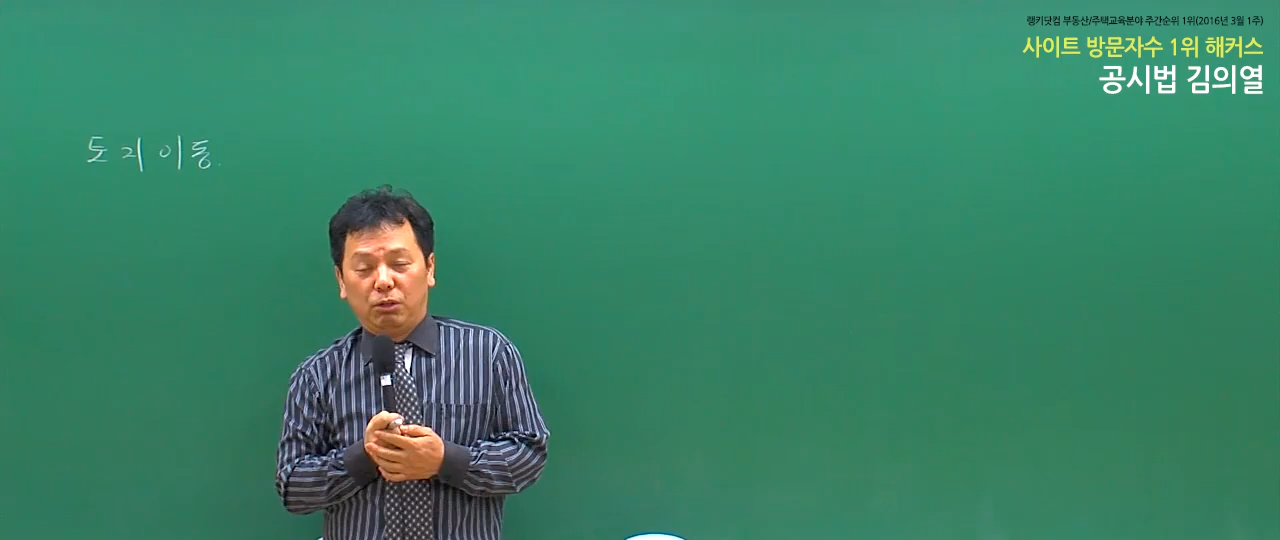 랭키닷컴 부동산/주택교육분야 주간순위 1위(2016년 3월 1주)
사이트 방문자수 1위 해커스
공시법 김의열
토지이동.